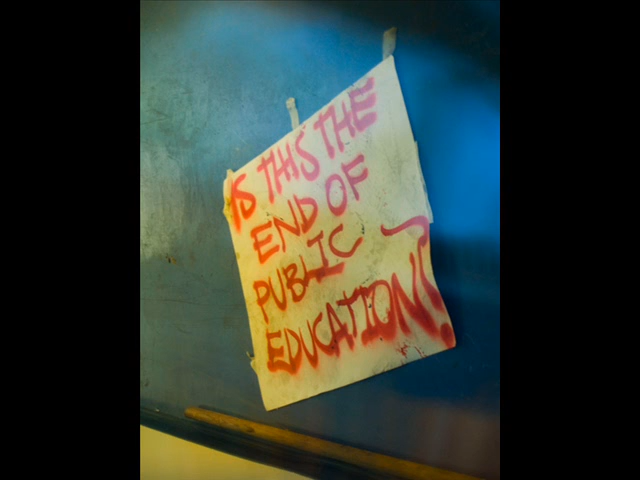 IS THIS THE
END OF
PUBLIC
EDUCATION?